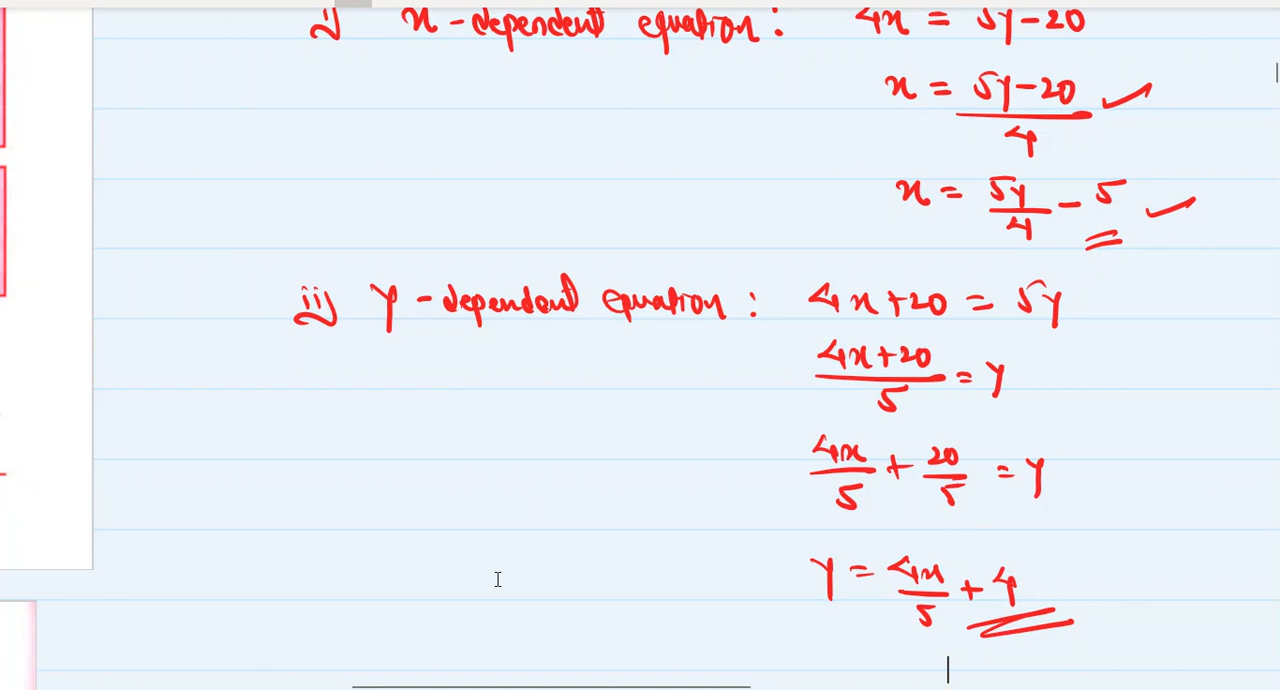 i) x - dependent equation : 4x = 5y - 20
x = 5y - 20 / 4
x = 5y/4 - 5
ii) y - dependent equation : 4x + 20 = 5y
4x + 20 / 5 = y
4x/5 + 20/5 = y
y = 4x/5 + 4